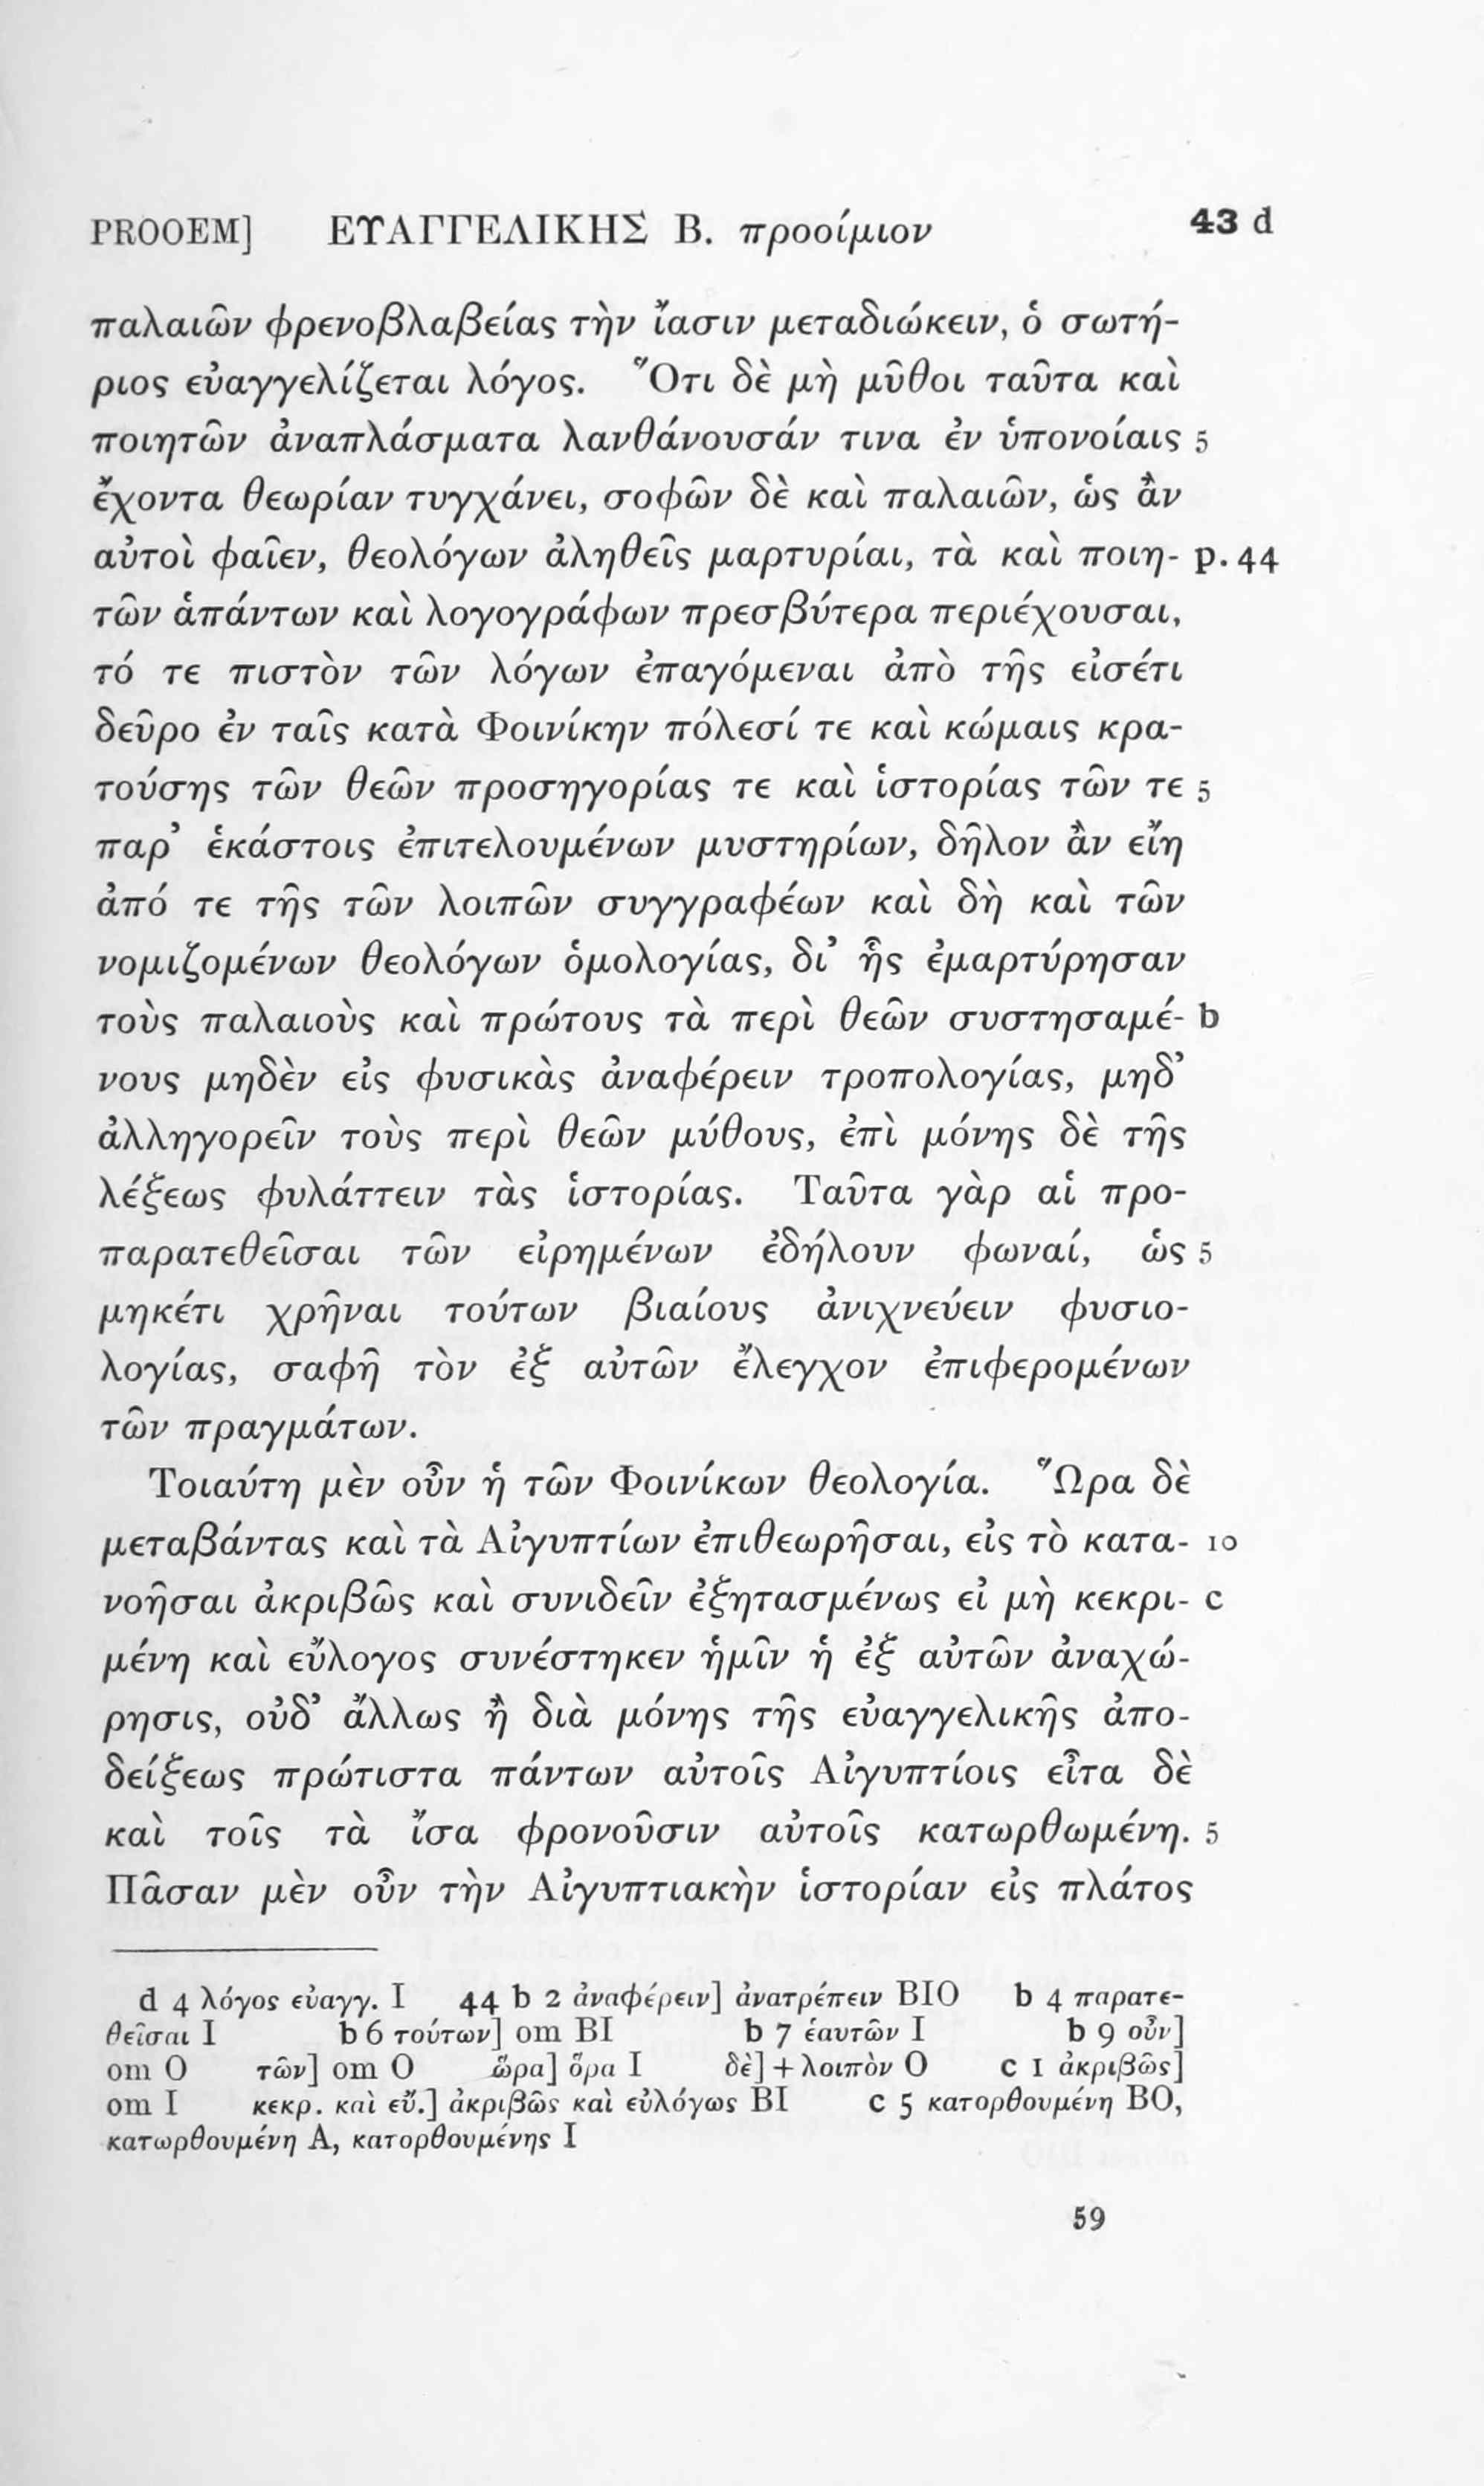 PROOEM] ΕΥΑΓΓΕΛΙΚΗΣ Β. προοίμιον 43 d
παλαιῶν φρενοβλαβείας τὴν ἴασιν μεταδιώκειν, ὁ σωτή-
ριος εὐαγγελίζεται λόγος. Ὅτι δὲ μὴ μῦθοι ταῦτα καὶ
ποιητῶν ἀναπλάσματα λανθάνουσάν τινα ἐν ὑπονοίαις 5
ἔχοντα θεωρίαν τυγχάνει, σοφῶν δὲ καὶ παλαιῶν, ὡς ἂν
αὐτοὶ φαῖεν, θεολόγων ἀληθεῖς μαρτυρίαι, τὰ καὶ ποιη- p. 44
τῶν ἁπάντων καὶ λογογράφων πρεσβύτερα περιέχουσαι,
τό τε πιστὸν τῶν λόγων ἐπαγόμεναι ἀπὸ τῆς εἰσέτι
δεῦρο ἐν ταῖς κατὰ Φοινίκην πόλεσί τε καὶ κώμαις κρα-
τούσης τῶν θεῶν προσηγορίας τε καὶ ἱστορίας τῶν τε 5
παρ’ ἑκάστοις ἐπιτελουμένων μυστηρίων, δῆλον ἂν εἴη
ἀπό τε τῆς τῶν λοιπῶν συγγραφέων καὶ δὴ καὶ τῶν
νομιζομένων θεολόγων ὁμολογίας, δι’ ἧς ἐμαρτύρησαν
τοὺς παλαιοὺς καὶ πρώτους τὰ περὶ θεῶν συστησαμέ- b
νους μηδὲν εἰς φυσικὰς ἀναφέρειν τροπολογίας, μηδ’
ἀλληγορεῖν τοὺς περὶ θεῶν μύθους, ἐπὶ μόνης δὲ τῆς
λέξεως φυλάττειν τὰς ἱστορίας. Ταῦτα γὰρ αἱ προ-
παρατεθεῖσαι τῶν εἰρημένων ἐδήλουν φωναί, ὡς 5
μηκέτι χρῆναι τούτων βιαίους ἀνιχνεύειν φυσιο-
λογίας, σαφῆ τὸν ἐξ αὐτῶν ἔλεγχον ἐπιφερομένων
τῶν πραγμάτων.
Τοιαύτη μὲν οὖν ἡ τῶν Φοινίκων θεολογία. Ὥρα δὲ
μεταβάντας καὶ τὰ Αἰγυπτίων ἐπιθεωρῆσαι, εἰς τὸ κατα- 10
νοῆσαι ἀκριβῶς καὶ συνιδεῖν ἐξητασμένως εἰ μὴ κεκρι- c
μένη καὶ εὔλογος συνέστηκεν ἡμῖν ἡ ἐξ αὐτῶν ἀναχώ-
ρησις, οὐδ’ ἄλλως ἢ διὰ μόνης τῆς εὐαγγελικῆς ἀπο-
δείξεως πρώτιστα πάντων αὐτοῖς Αἰγυπτίοις εἶτα δὲ
καὶ τοῖς τὰ ἴσα φρονοῦσιν αὐτοῖς κατωρθωμένη. 5
Πᾶσαν μὲν οὖν τὴν Αἰγυπτιακὴν ἱστορίαν εἰς πλάτος
d 4 λόγος εὐαγγ. I 44 b 2 ἀναφέρειν] ἀνατρέπειν BIO b 4 παρατε-
θεῖσαι I b 6 τούτων] om BI b 7 ἑαυτῶν I b 9 οὖν]
om O τῶν] om O ὥρα] ὅρα I δὲ] + λοιπὸν O c 1 ἀκριβῶς]
om I κεκρ. καὶ εὔ.] ἀκριβῶς καὶ εὐλόγως BI c 5 κατορθουμένη BO,
κατωρθουμένη A, κατορθουμένης I
59